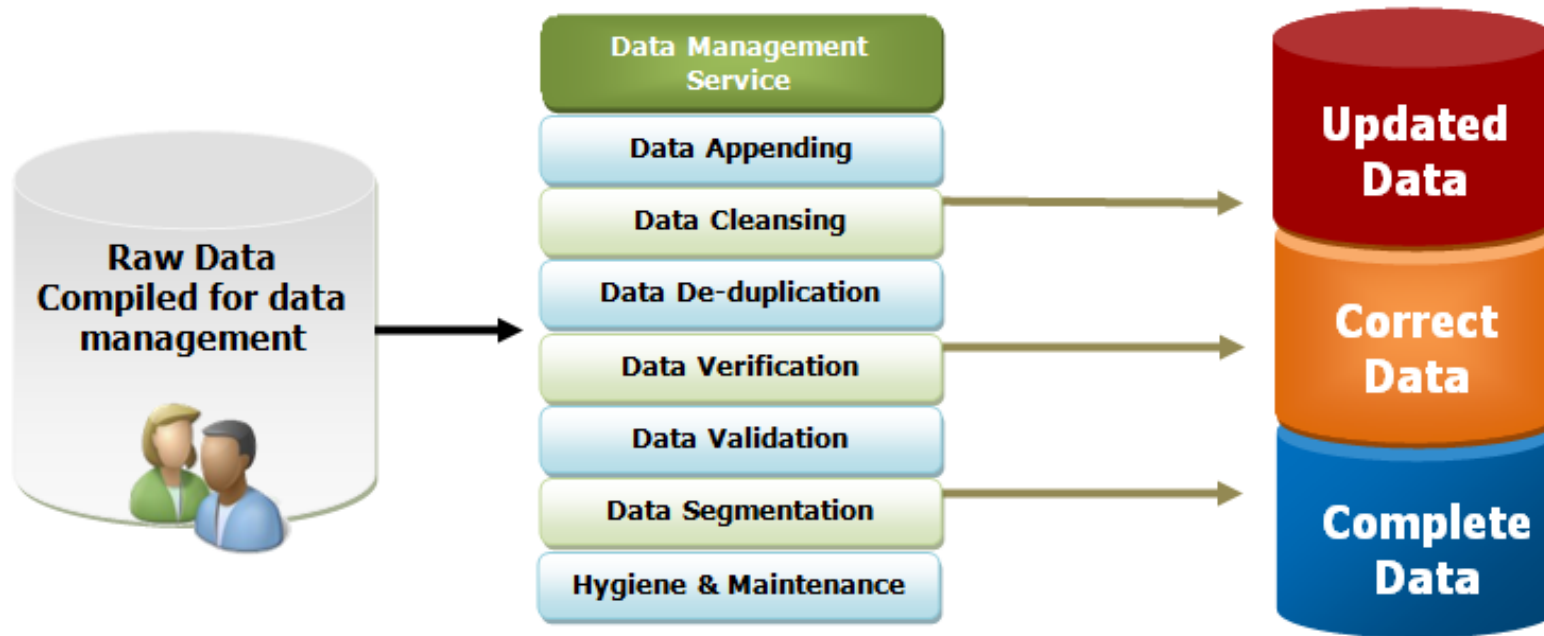 Raw Data
Compiled for data
management
Data Management
Service
Data Appending
Data Cleansing
Data De-duplication
Data Verification
Data Validation
Data Segmentation
Hygiene & Maintenance
Updated
Data
Correct
Data
Complete
Data